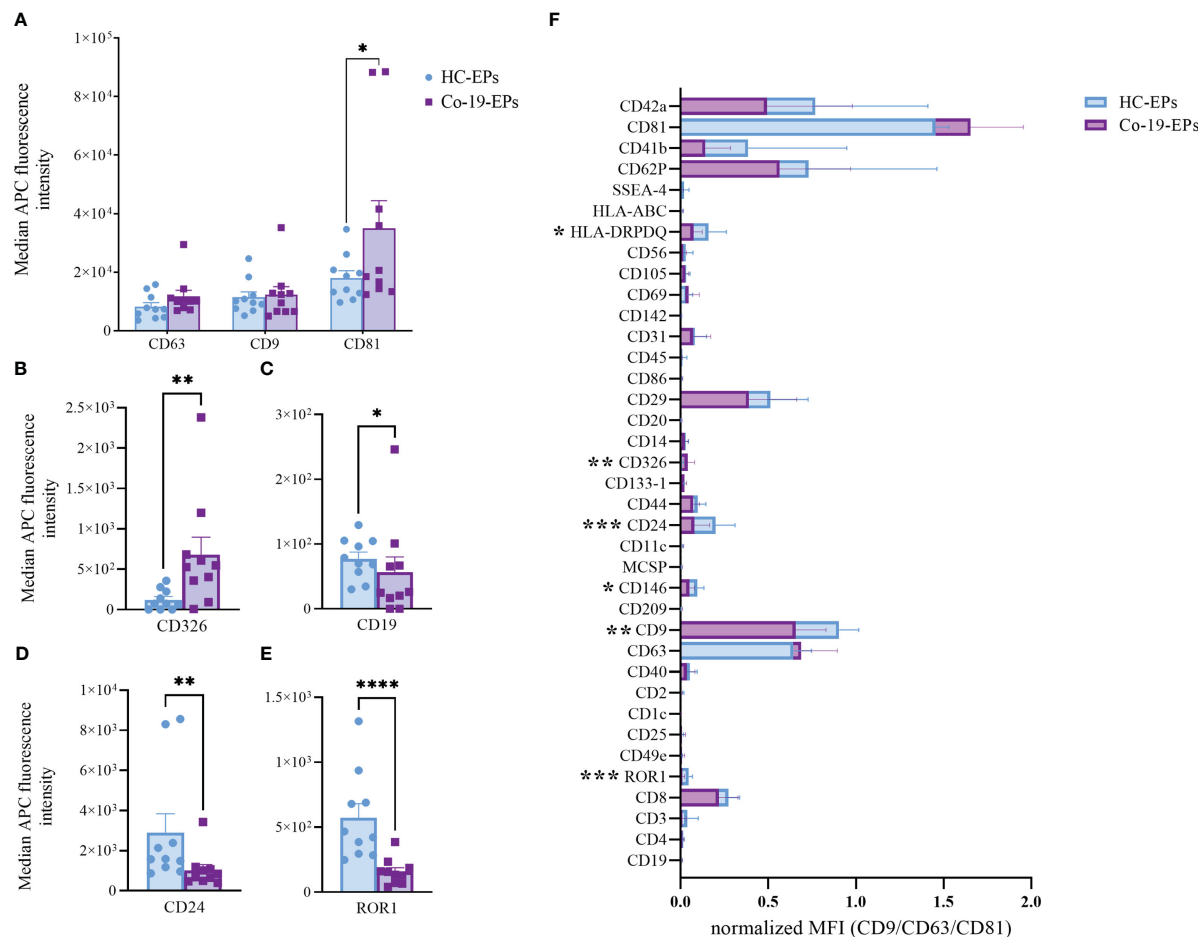 A
Median APC fluorescence
intensity
1×10⁵
8×10⁴
6×10⁴
4×10⁴
2×10⁴
0
*
CD63
CD9
CD81
HC-EPs
Co-19-EPs
B
Median APC fluorescence
intensity
2.5×10³
2.0×10³
1.5×10³
1×10³
5×10²
0
**
CD326
C
3×10²
2×10²
1×10²
0
*
CD19
D
Median APC fluorescence
intensity
1×10⁴
8×10³
6×10³
4×10³
2×10³
0
**
CD24
E
1.5×10³
1×10³
5×10²
0
****
ROR1
F
CD42a
CD81
CD41b
CD62P
SSEA-4
HLA-ABC
* HLA-DRPDQ
CD56
CD105
CD69
CD142
CD31
CD45
CD86
CD29
CD20
CD14
** CD326
CD133-1
CD44
*** CD24
CD11c
MCSP
* CD146
CD209
** CD9
CD63
CD40
CD2
CD1c
CD25
CD49e
*** ROR1
CD8
CD3
CD4
CD19
0.0 0.5 1.0 1.5 2.0
normalized MFI (CD9/CD63/CD81)
HC-EPs
Co-19-EPs